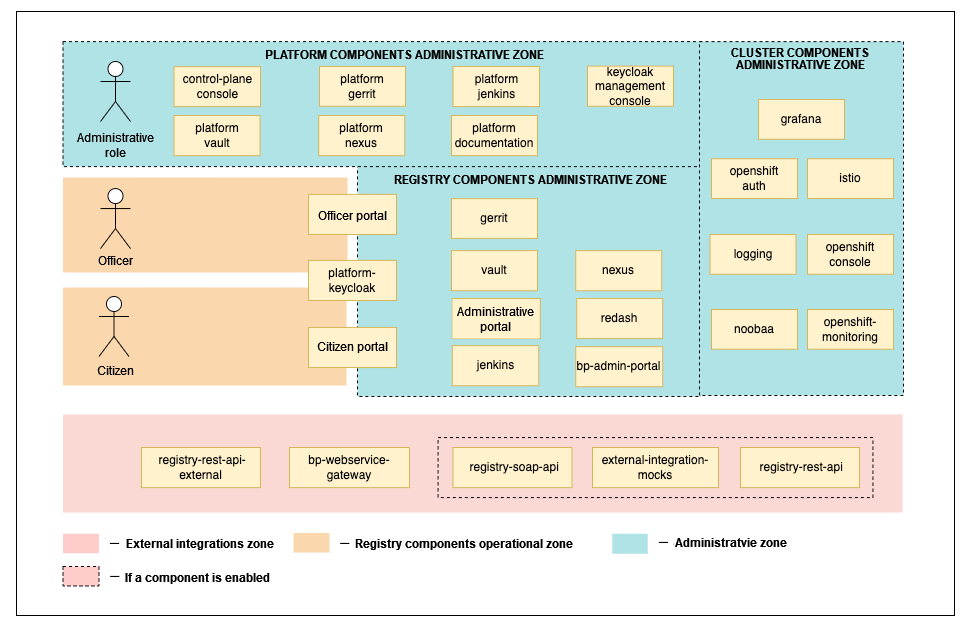 PLATFORM COMPONENTS ADMINISTRATIVE ZONE
control-plane
console
platform
gerrit
platform
jenkins
keycloak
management
console
Administrative
role
platform
vault
platform
nexus
platform
documentation
CLUSTER COMPONENTS
ADMINISTRATIVE ZONE
grafana
openshift
auth
istio
logging
openshift
console
noobaa
openshift-
monitoring
REGISTRY COMPONENTS ADMINISTRATIVE ZONE
Officer
Officer portal
platform-
keycloak
Citizen
Citizen portal
gerrit
vault
nexus
Administrative
portal
redash
jenkins
bp-admin-portal
registry-rest-api-
external
bp-webservice-
gateway
registry-soap-api
external-integration-
mocks
registry-rest-api
— External integrations zone
— Registry components operational zone
— Administratvie zone
— If a component is enabled